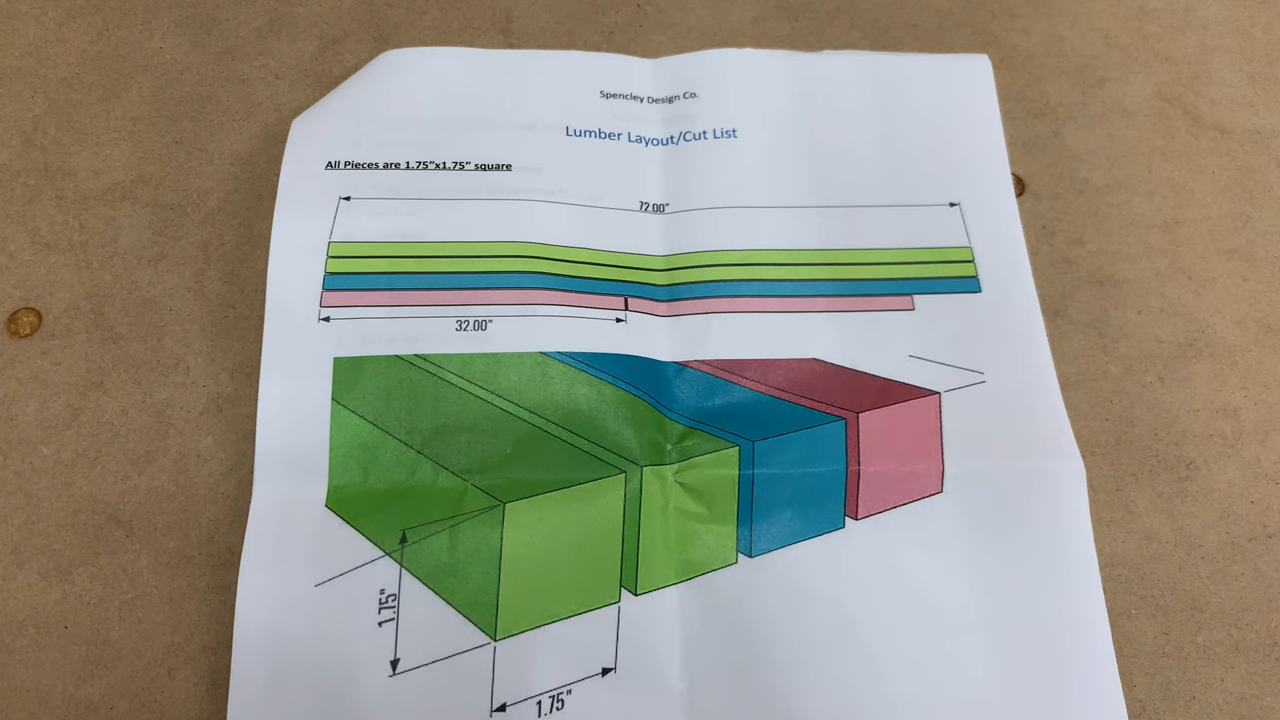 Spencley Design Co.
Lumber Layout/Cut List
All Pieces are 1.75”x1.75” square
72.00"
32.00"
1.75"
1.75"